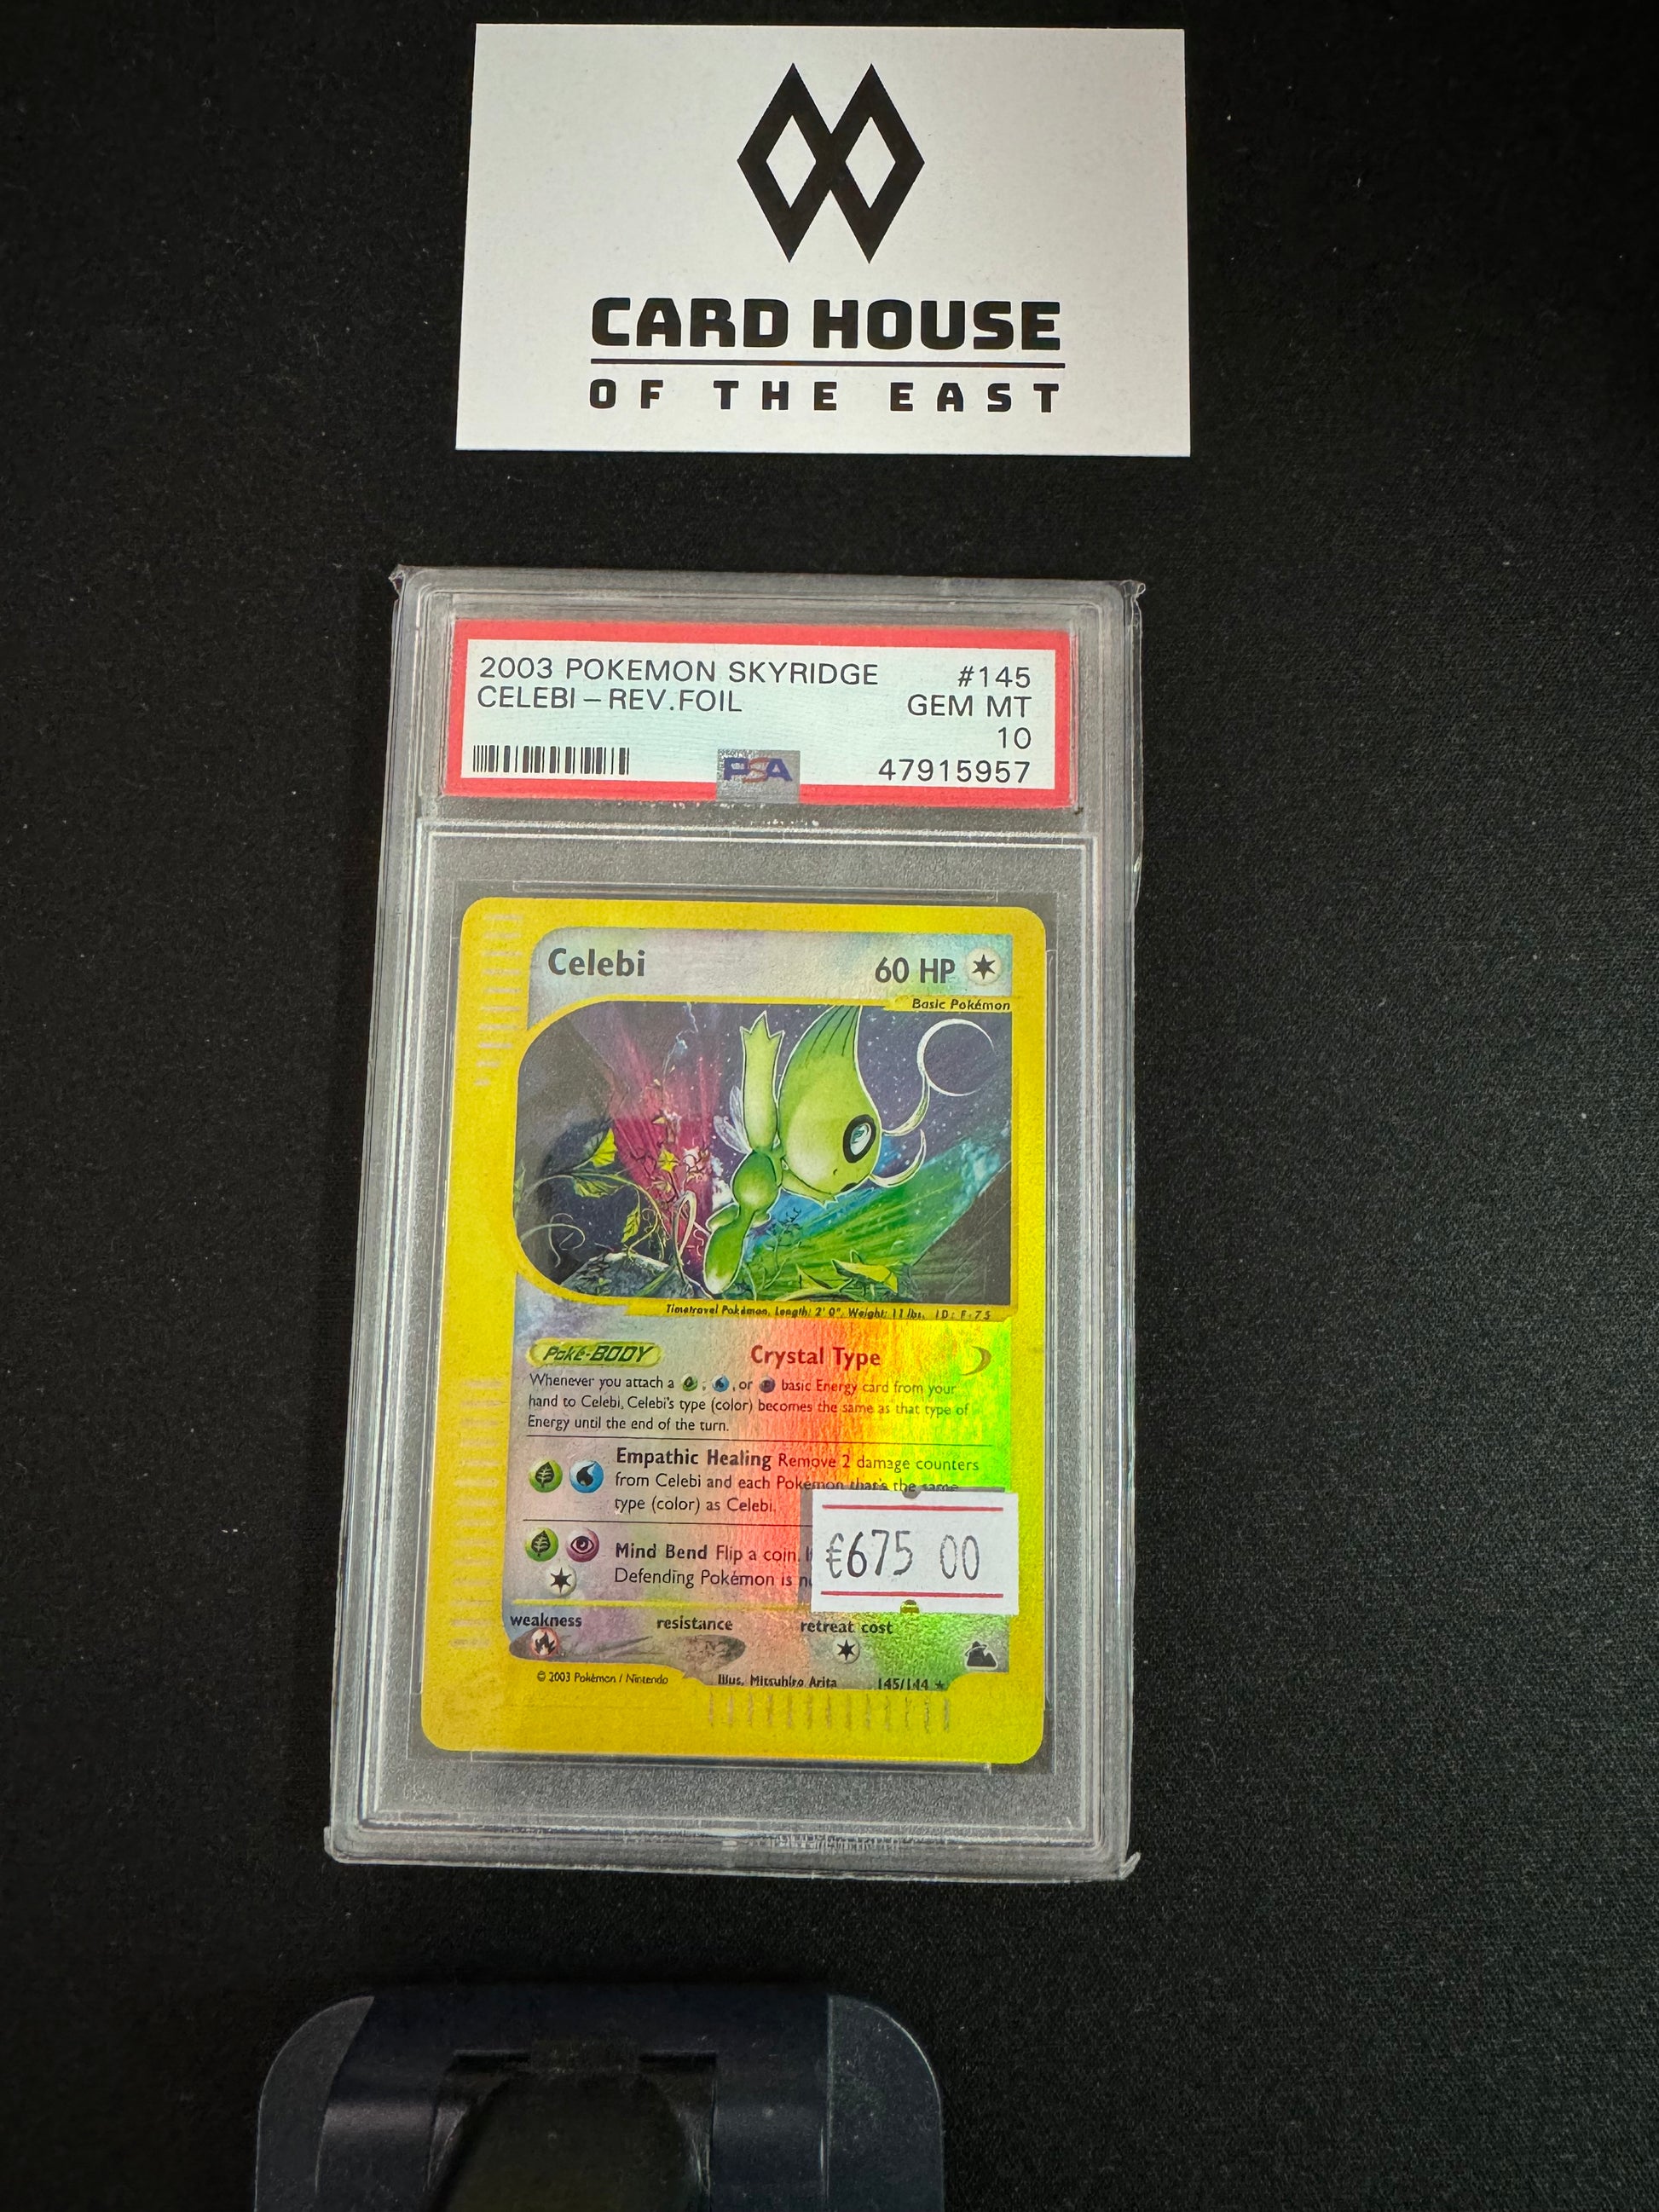 CARD HOUSE
OF THE EAST
2003 POKEMON SKYRIDGE #145
CELEBI - REV.FOIL GEM MT
10
PSA 47915957
Celebi 60 HP
Basic Pokémon
Timetravel Pokémon, Length: 2' 0", Weight: 11 lbs. ID: F-75
Poké-BODY Crystal Type
Whenever you attach a , , or basic Energy card from your
hand to Celebi, Celebi's type (color) becomes the same as that type of
Energy until the end of the turn.
Empathic Healing Remove 2 damage counters
from Celebi and each Pokémon that's the same
type (color) as Celebi.
Mind Bend Flip a coin.
Defending Pokémon is
€675 00
weakness resistance retreat cost
© 2003 Pokémon / Nintendo Illus. Mitsuhiro Arita 145/144